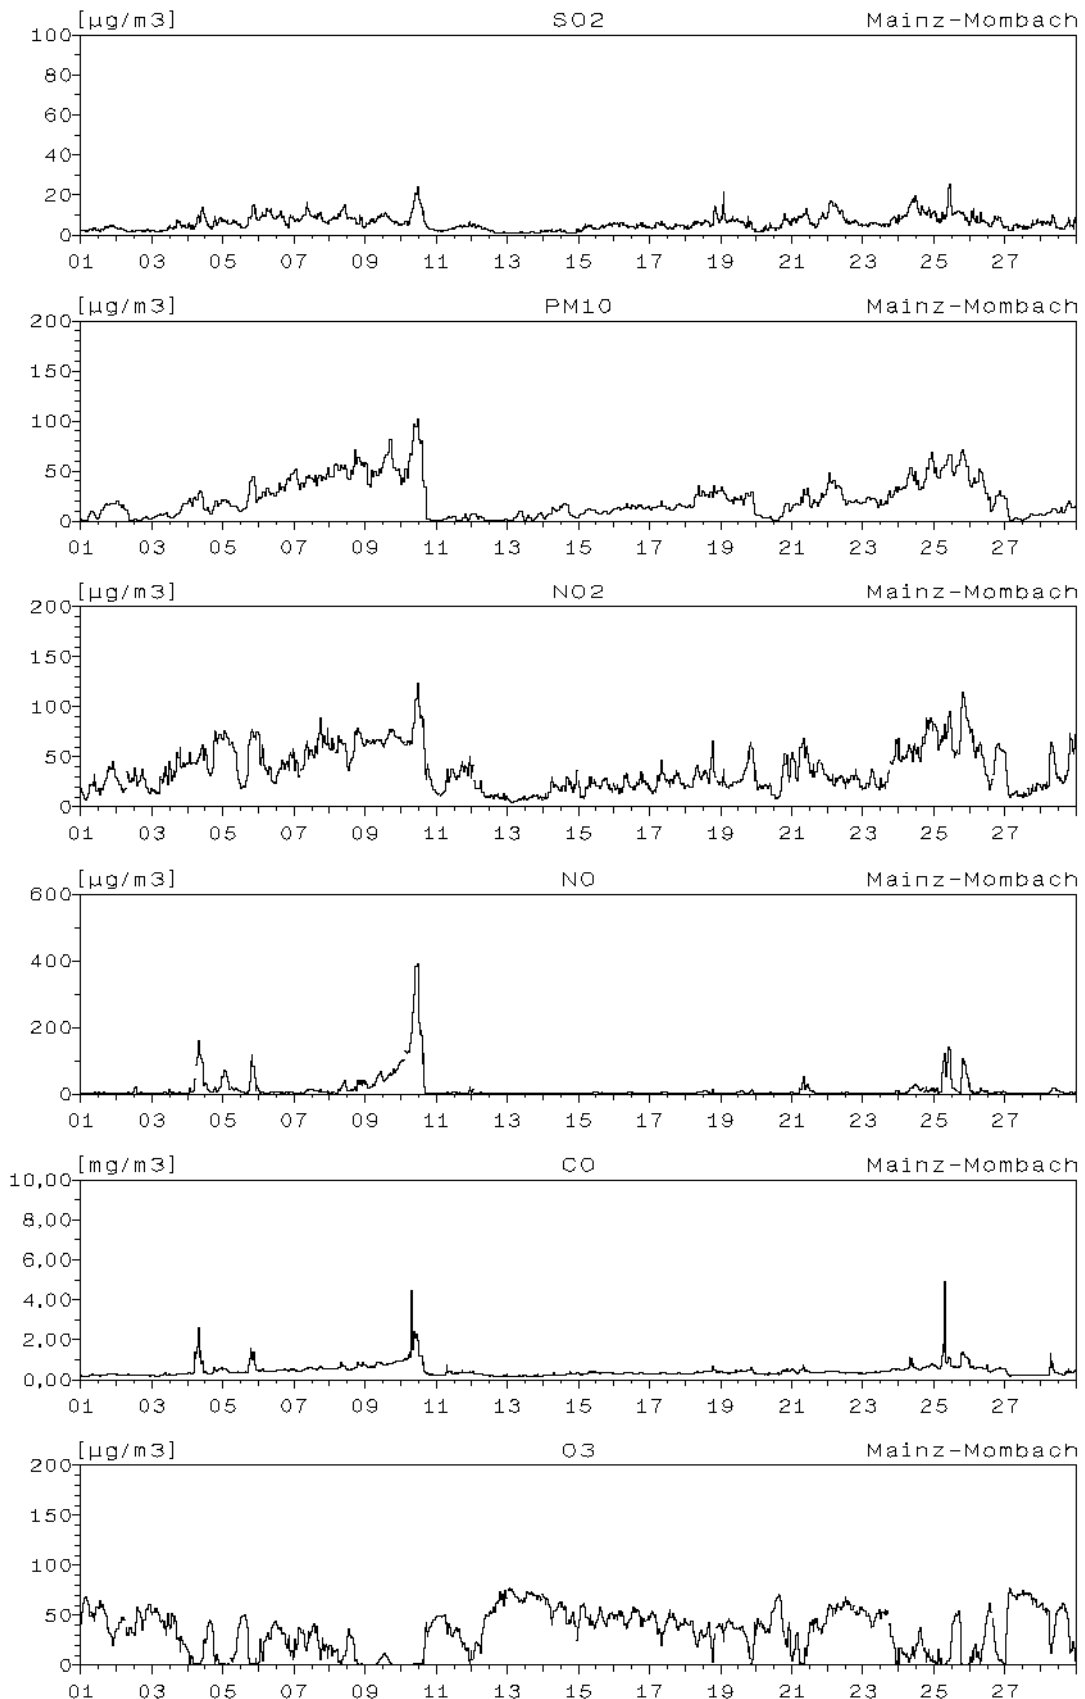 [µg/m3] SO2 Mainz-Mombach
100
80
60
40
20
0
01 03 05 07 09 11 13 15 17 19 21 23 25 27
[µg/m3] PM10 Mainz-Mombach
200
150
100
50
0
01 03 05 07 09 11 13 15 17 19 21 23 25 27
[µg/m3] NO2 Mainz-Mombach
200
150
100
50
0
01 03 05 07 09 11 13 15 17 19 21 23 25 27
[µg/m3] NO Mainz-Mombach
600
400
200
0
01 03 05 07 09 11 13 15 17 19 21 23 25 27
[mg/m3] CO Mainz-Mombach
10,00
8,00
6,00
4,00
2,00
0,00
01 03 05 07 09 11 13 15 17 19 21 23 25 27
[µg/m3] O3 Mainz-Mombach
200
150
100
50
0
01 03 05 07 09 11 13 15 17 19 21 23 25 27